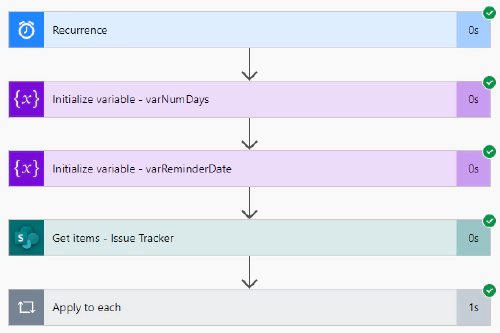 Recurrence 0s
{x} Initialize variable - varNumDays 0s
{x} Initialize variable - varReminderDate 0s
S Get items - Issue Tracker 0s
Apply to each 1s